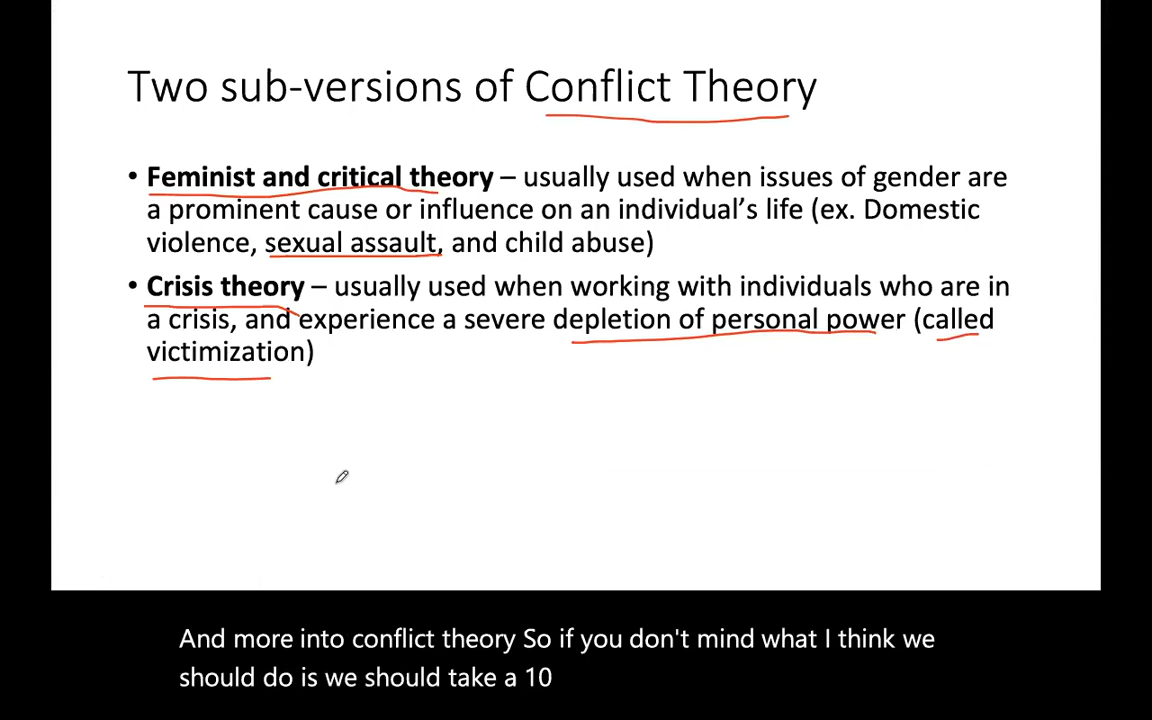 Two sub-versions of Conflict Theory
• Feminist and critical theory – usually used when issues of gender are
a prominent cause or influence on an individual’s life (ex. Domestic
violence, sexual assault, and child abuse)
• Crisis theory – usually used when working with individuals who are in
a crisis, and experience a severe depletion of personal power (called
victimization)
And more into conflict theory So if you don't mind what I think we
should do is we should take a 10